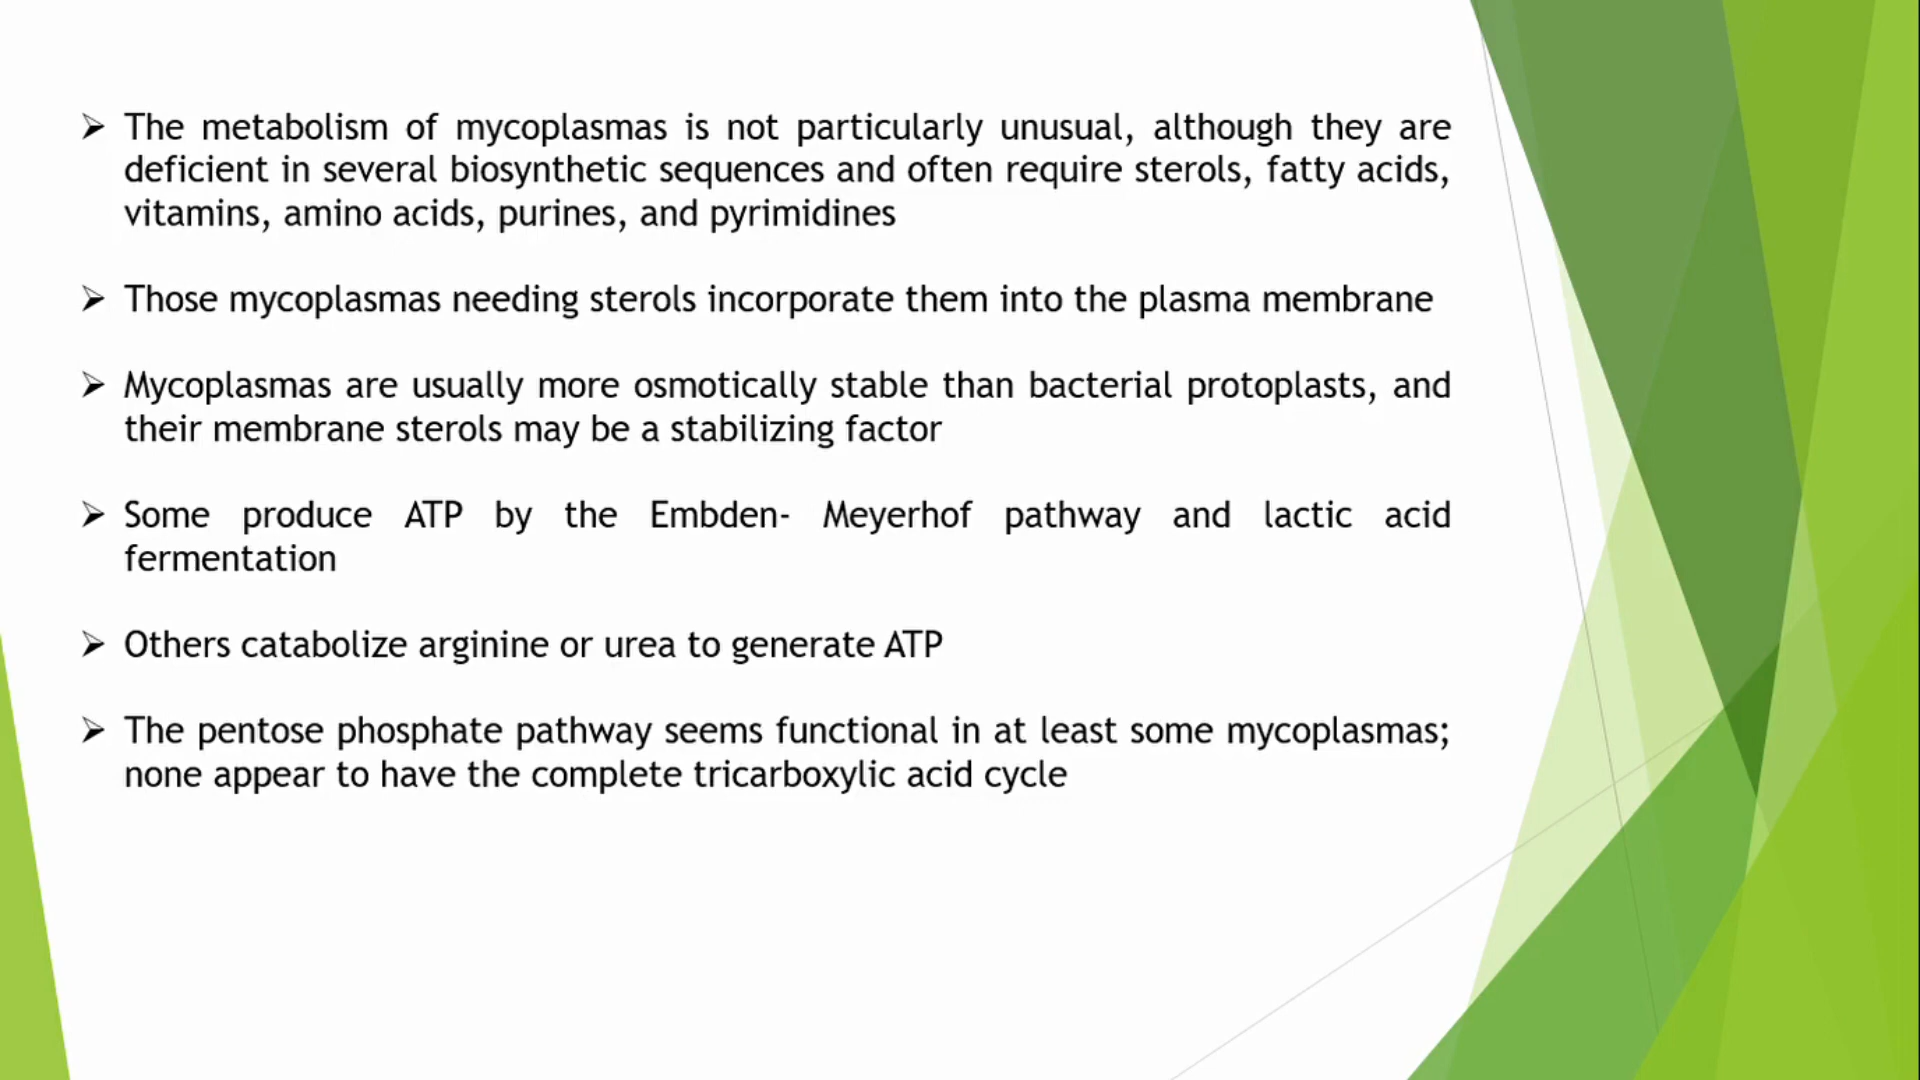 ➢ The metabolism of mycoplasmas is not particularly unusual, although they are
deficient in several biosynthetic sequences and often require sterols, fatty acids,
vitamins, amino acids, purines, and pyrimidines
➢ Those mycoplasmas needing sterols incorporate them into the plasma membrane
➢ Mycoplasmas are usually more osmotically stable than bacterial protoplasts, and
their membrane sterols may be a stabilizing factor
➢ Some produce ATP by the Embden- Meyerhof pathway and lactic acid
fermentation
➢ Others catabolize arginine or urea to generate ATP
➢ The pentose phosphate pathway seems functional in at least some mycoplasmas;
none appear to have the complete tricarboxylic acid cycle